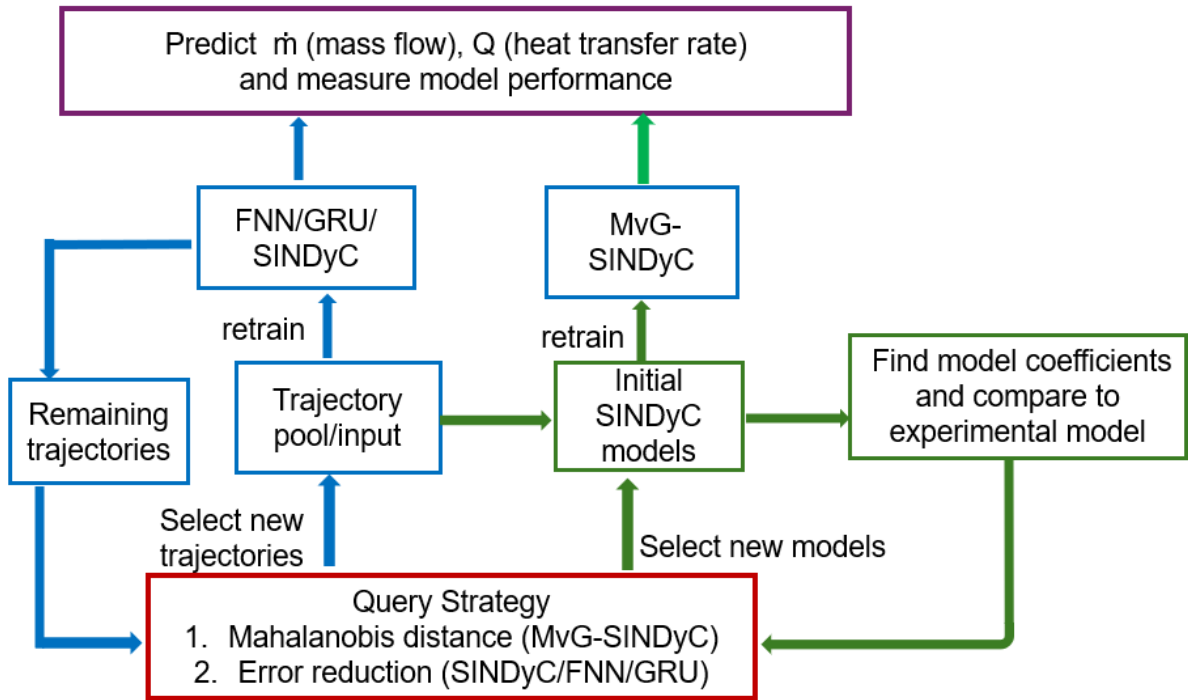 Predict ṁ (mass flow), Q (heat transfer rate)
and measure model performance
FNN/GRU/
SINDyC
MvG-
SINDyC
retrain
retrain
Remaining
trajectories
Trajectory
pool/input
Initial
SINDyC
models
Find model coefficients
and compare to
experimental model
Select new
trajectories
Select new models
Query Strategy
1. Mahalanobis distance (MvG-SINDyC)
2. Error reduction (SINDyC/FNN/GRU)